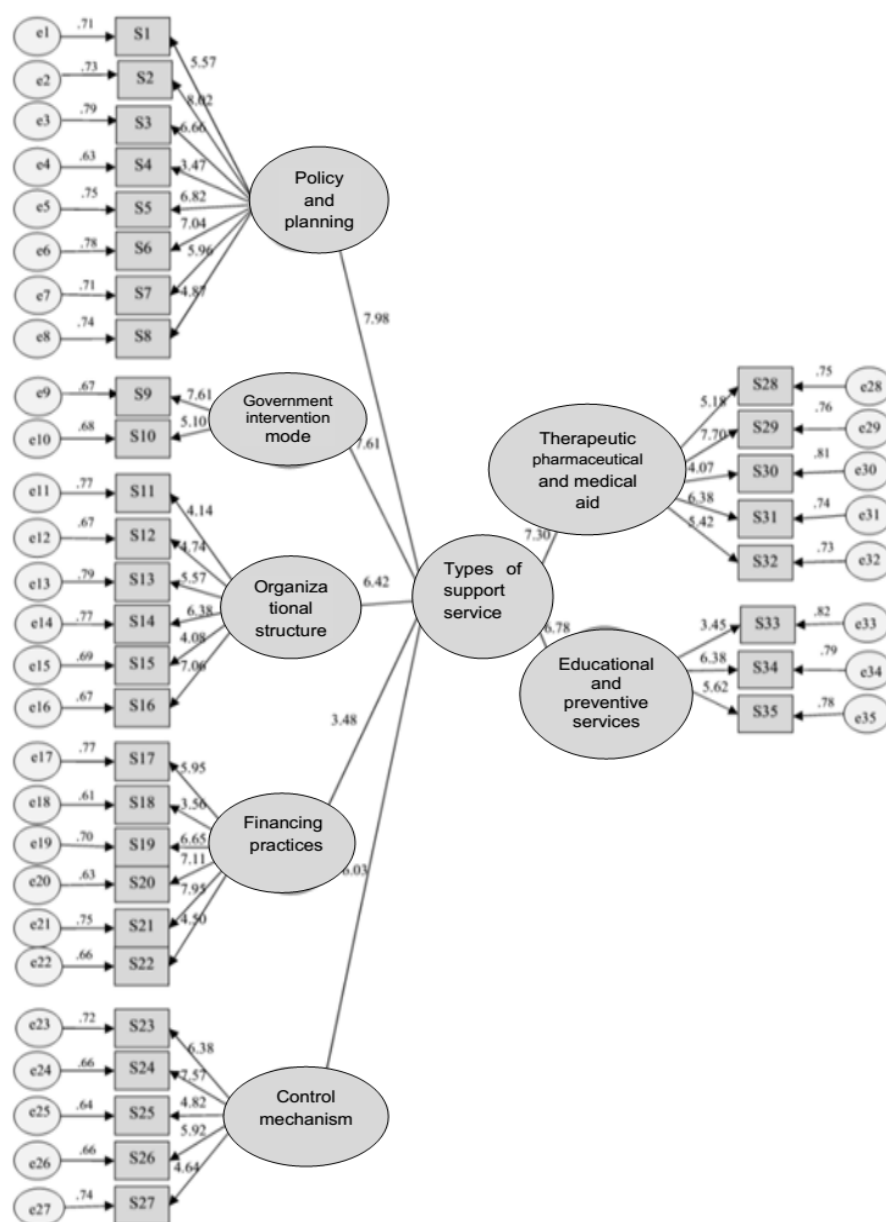 e1 .71 S1 5.57
e2 .73 S2 8.02
e3 .79 S3 6.66
e4 .63 S4 3.47
e5 .75 S5 6.82
e6 .78 S6 7.04
e7 .71 S7 5.96
e8 .74 S8 4.87
Policy
and
planning
7.98
e9 .67 S9 7.61
e10 .68 S10 5.10
Government
intervention
mode
7.61
e11 .77 S11 4.14
e12 .67 S12 4.74
e13 .79 S13 5.57
e14 .77 S14 6.38
e15 .69 S15 4.08
e16 .67 S16 7.06
Organiza
tional
structure
6.42
e17 .77 S17 5.95
e18 .61 S18 3.56
e19 .70 S19 6.65
e20 .63 S20 7.11
e21 .75 S21 7.95
e22 .66 S22 4.50
Financing
practices
3.48
e23 .72 S23 6.38
e24 .66 S24 7.57
e25 .64 S25 4.82
e26 .66 S26 5.92
e27 .74 S27 4.64
Control
mechanism
6.03
Types of
support
service
7.30
Therapeutic
pharmaceutical
and medical
aid
5.18 S28 .75 e28
7.70 S29 .76 e29
4.07 S30 .81 e30
6.38 S31 .74 e31
5.42 S32 .73 e32
6.78
Educational
and
preventive
services
3.45 S33 .82 e33
6.38 S34 .79 e34
5.62 S35 .78 e35